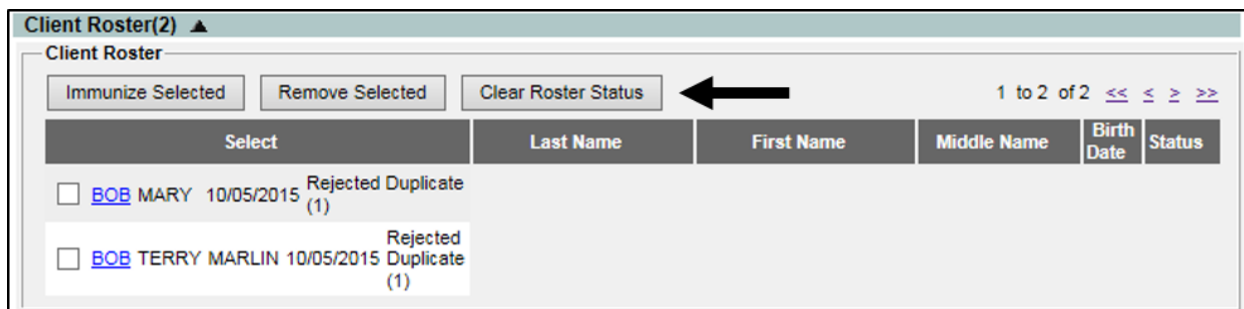 Client Roster(2) ▲
Client Roster
Immunize Selected Remove Selected Clear Roster Status 1 to 2 of 2 << < > >>
Select Last Name First Name Middle Name Birth Date Status
BOB MARY 10/05/2015 Rejected Duplicate
(1)
BOB TERRY MARLIN 10/05/2015 Rejected
Duplicate
(1)